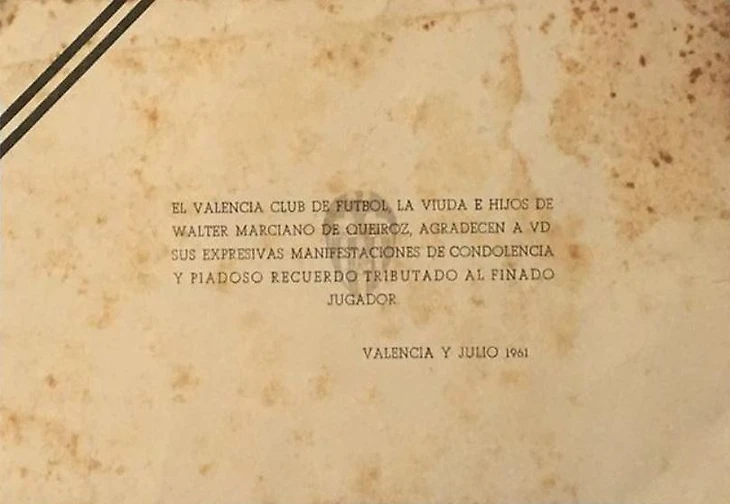 EL VALENCIA CLUB DE FUTBOL, LA VIUDA E HIJOS DE
WALTER MARCIANO DE QUEIROZ, AGRADECEN A VD
SUS EXPRESIVAS MANIFESTACIONES DE CONDOLENCIA
Y PIADOSO RECUERDO TRIBUTADO AL FINADO
JUGADOR.
VALENCIA Y JULIO 1961